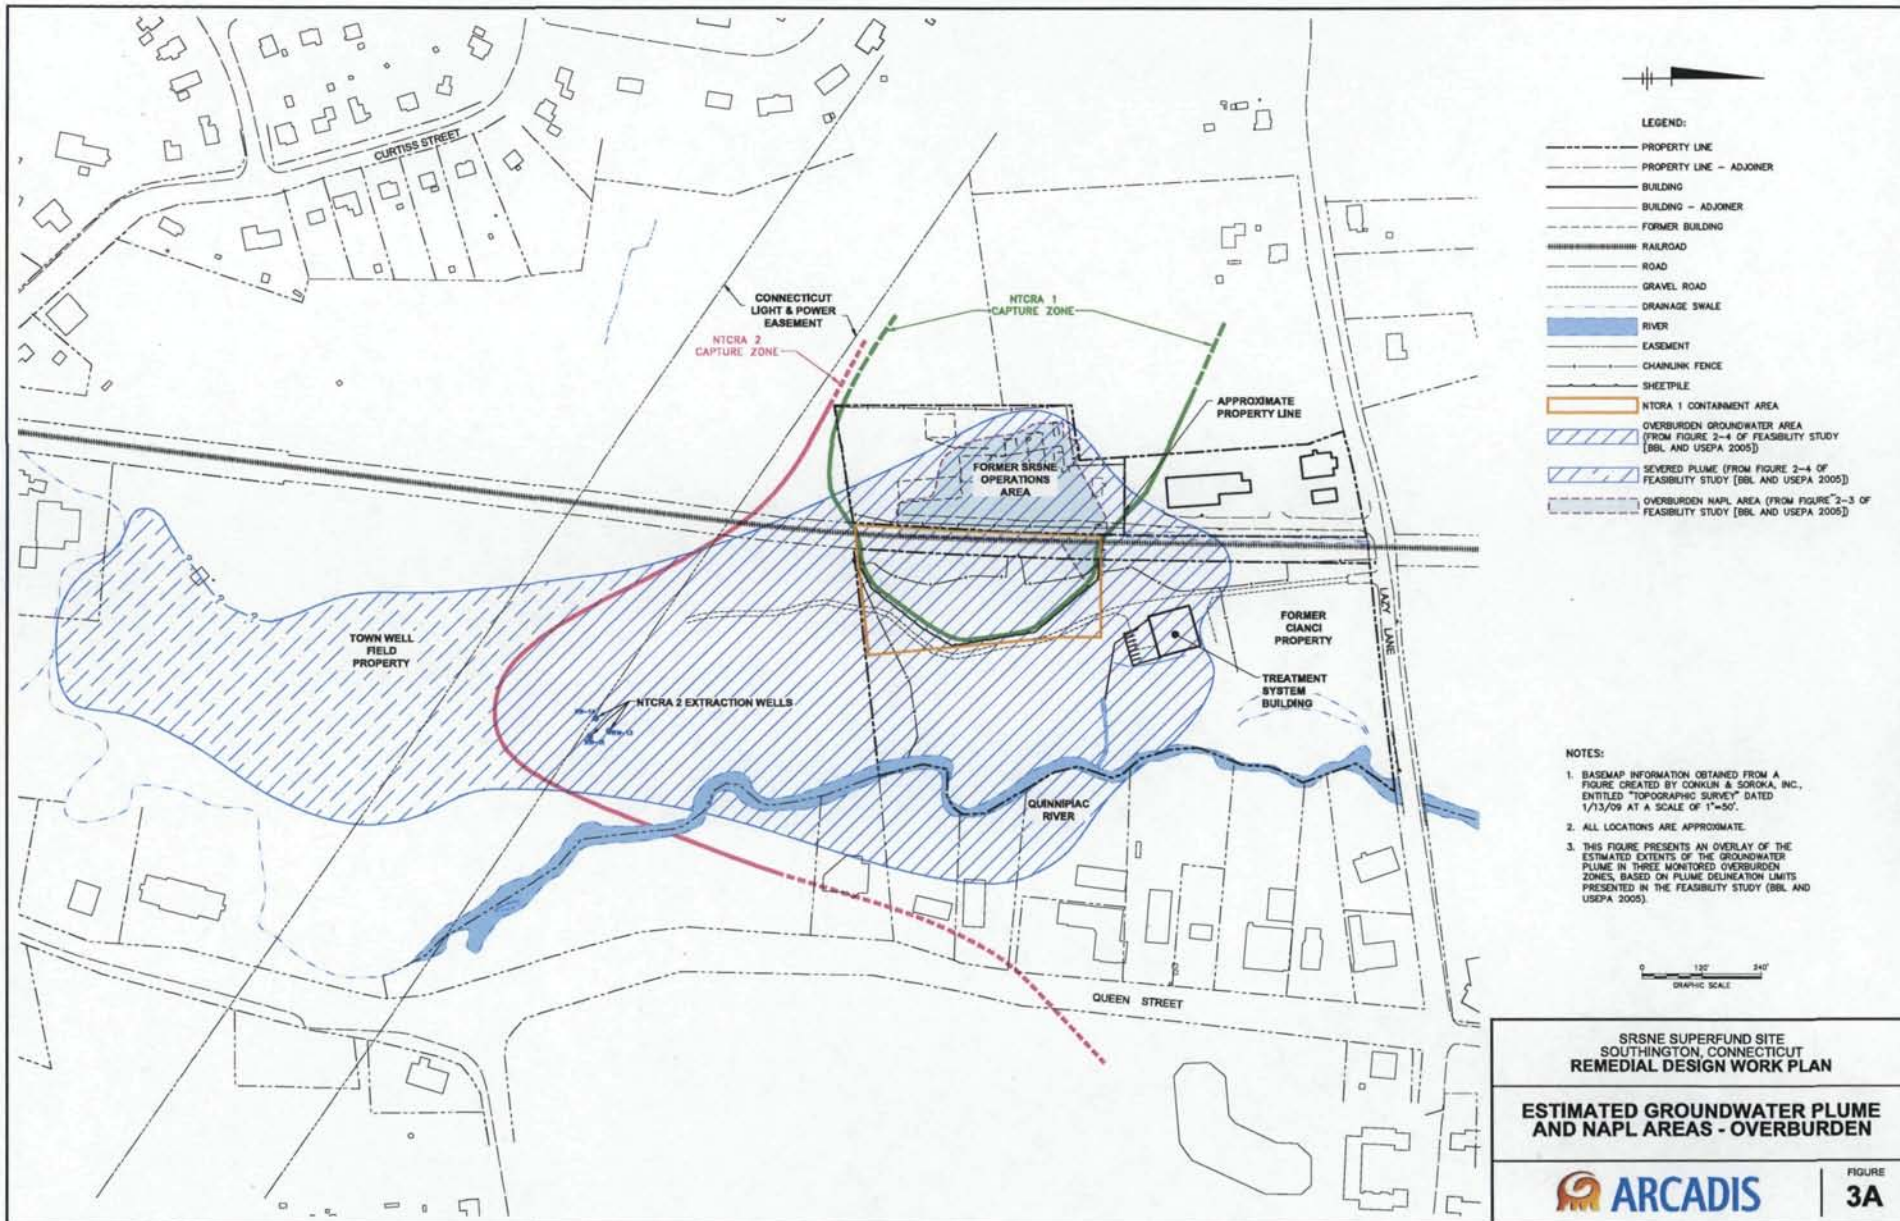 CURTISS STREET
CONNECTICUT
LIGHT & POWER
EASEMENT
NTCRA 2
CAPTURE ZONE
NTCRA 1
CAPTURE ZONE
APPROXIMATE
PROPERTY LINE
FORMER SRSNE
OPERATIONS
AREA
TOWN WELL
FIELD
PROPERTY
NTCRA 2 EXTRACTION WELLS
FORMER
CIANCI
PROPERTY
LAZY LANE
TREATMENT
SYSTEM
BUILDING
QUINNIPIAC
RIVER
QUEEN STREET
LEGEND:
PROPERTY LINE
PROPERTY LINE - ADJOINER
BUILDING
BUILDING - ADJOINER
FORMER BUILDING
RAILROAD
ROAD
GRAVEL ROAD
DRAINAGE SWALE
RIVER
EASEMENT
CHAINLINK FENCE
SHEETPILE
NTCRA 1 CONTAINMENT AREA
OVERBURDEN GROUNDWATER AREA
(FROM FIGURE 2-4 OF FEASIBILITY STUDY
[BBL AND USEPA 2005])
SEVERED PLUME (FROM FIGURE 2-4 OF
FEASIBILITY STUDY [BBL AND USEPA 2005])
OVERBURDEN NAPL AREA (FROM FIGURE 2-3 OF
FEASIBILITY STUDY [BBL AND USEPA 2005])
NOTES:
1. BASEMAP INFORMATION OBTAINED FROM A
FIGURE CREATED BY CONKLIN & SOROKA, INC.,
ENTITLED "TOPOGRAPHIC SURVEY" DATED
1/13/09 AT A SCALE OF 1"=50'.
2. ALL LOCATIONS ARE APPROXIMATE.
3. THIS FIGURE PRESENTS AN OVERLAY OF THE
ESTIMATED EXTENTS OF THE GROUNDWATER
PLUME IN THREE MONITORED OVERBURDEN
ZONES, BASED ON PLUME DELINEATION LIMITS
PRESENTED IN THE FEASIBILITY STUDY (BBL AND
USEPA 2005).
0 120' 240'
GRAPHIC SCALE
SRSNE SUPERFUND SITE
SOUTHINGTON, CONNECTICUT
REMEDIAL DESIGN WORK PLAN
ESTIMATED GROUNDWATER PLUME
AND NAPL AREAS - OVERBURDEN
ARCADIS
FIGURE
3A